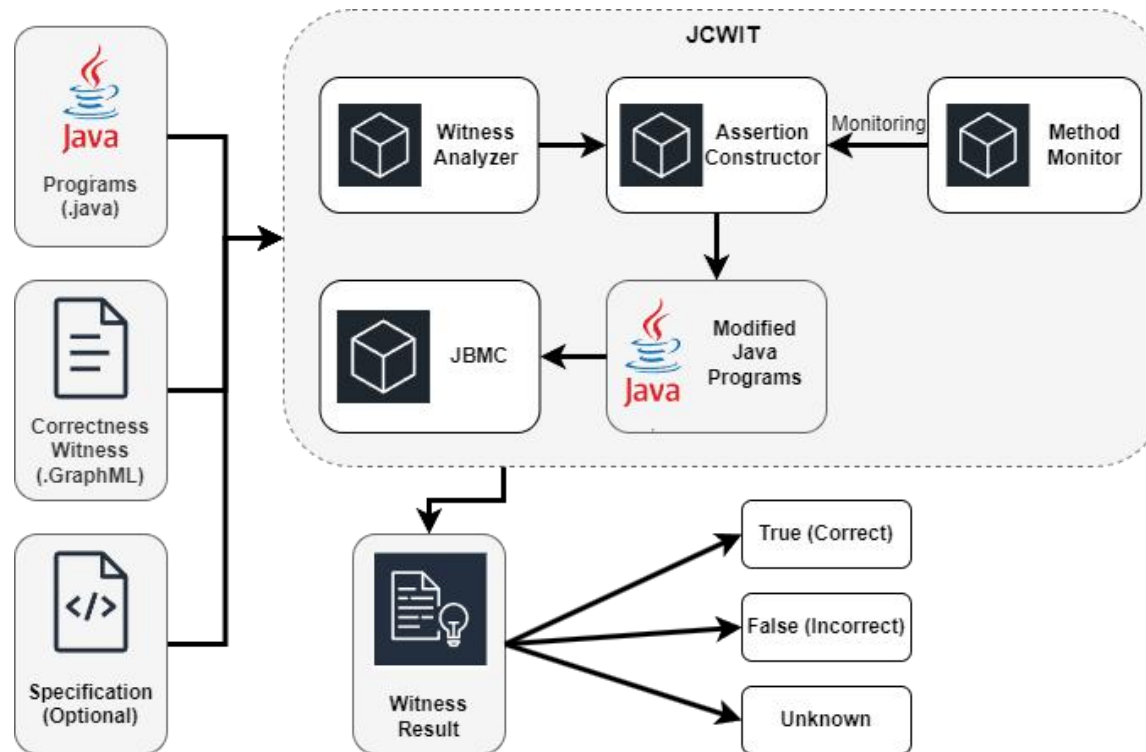 JCWIT
Java
Programs
(.java)
Witness
Analyzer
Assertion
Constructor
Monitoring
Method
Monitor
Correctness
Witness
(.GraphML)
JBMC
Java
Modified
Java
Programs
</>
Specification
(Optional)
Witness
Result
True (Correct)
False (Incorrect)
Unknown